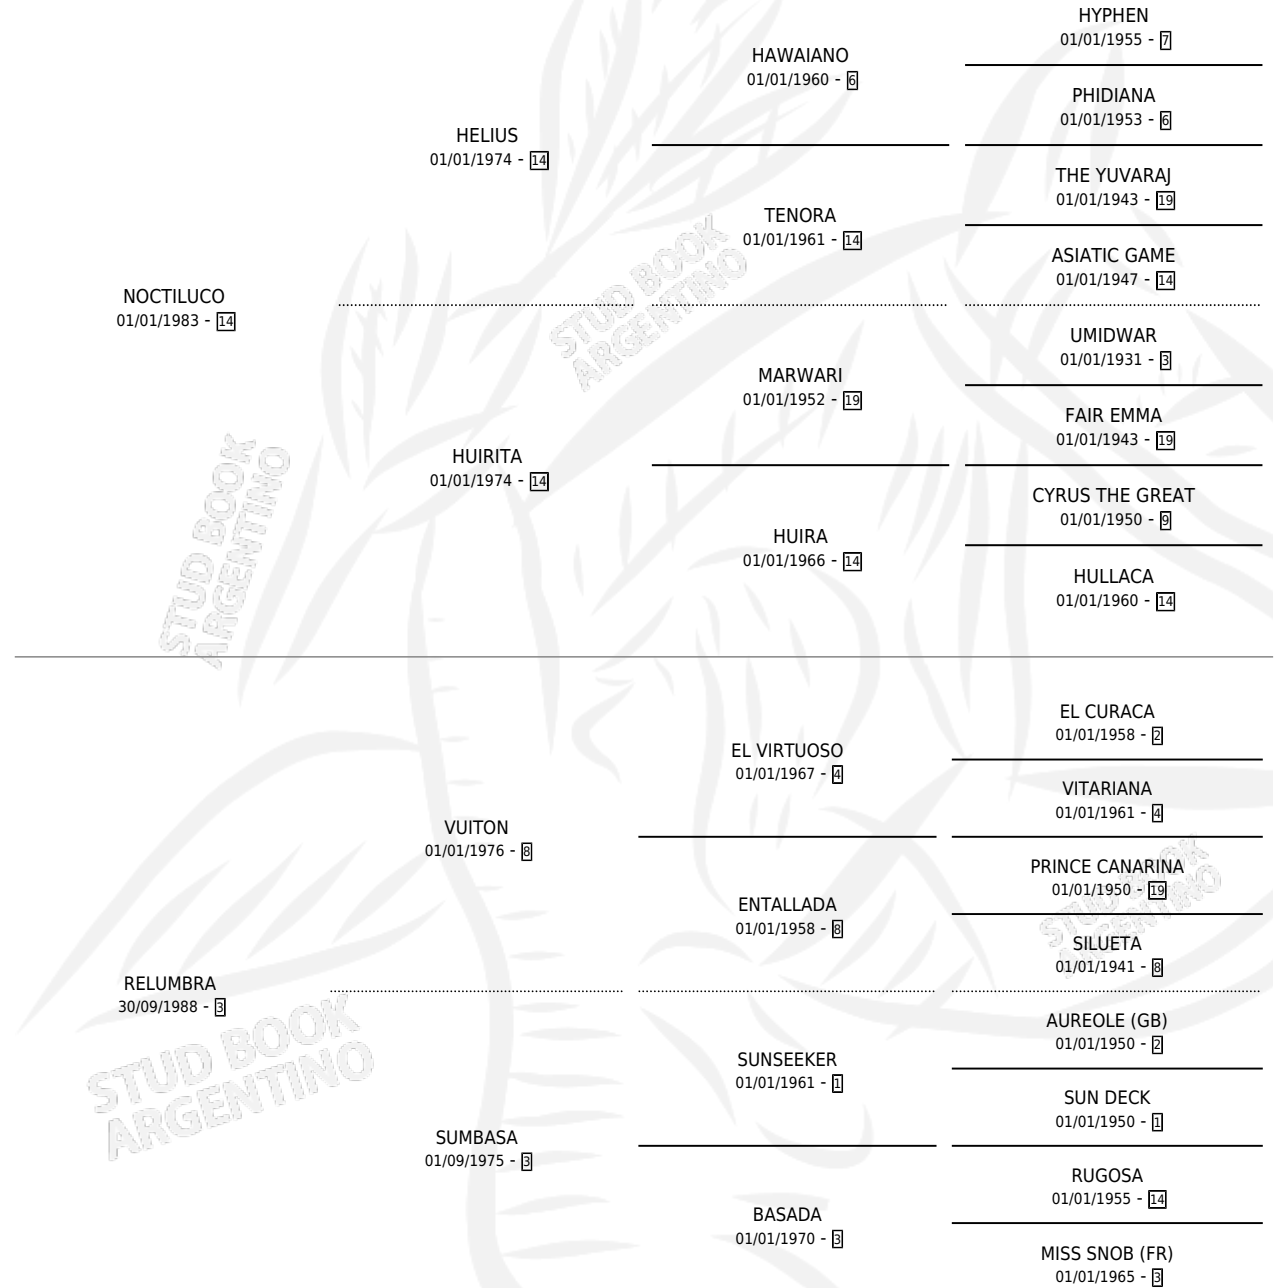 HYPHEN
01/01/1955 - 7
HAWAIANO
01/01/1960 - 6
PHIDIANA
01/01/1953 - 6
HELIUS
01/01/1974 - 14
THE YUVARAJ
01/01/1943 - 19
TENORA
01/01/1961 - 14
ASIATIC GAME
01/01/1947 - 14
NOCTILUCO
01/01/1983 - 14
UMIDWAR
01/01/1931 - 3
MARWARI
01/01/1952 - 19
FAIR EMMA
01/01/1943 - 19
HUIRITA
01/01/1974 - 14
CYRUS THE GREAT
01/01/1950 - 9
HUIRA
01/01/1966 - 14
HULLACA
01/01/1960 - 14
STUD BOOK
ARGENTINO
STUD BOOK
ARGENTINO
EL CURACA
01/01/1958 - 2
EL VIRTUOSO
01/01/1967 - 4
VITARIANA
01/01/1961 - 4
VUITON
01/01/1976 - 8
PRINCE CANARINA
01/01/1950 - 19
ENTALLADA
01/01/1958 - 8
SILUETA
01/01/1941 - 8
RELUMBRA
30/09/1988 - 3
AUREOLE (GB)
01/01/1950 - 2
SUNSEEKER
01/01/1961 - 1
SUN DECK
01/01/1950 - 1
SUMBASA
01/09/1975 - 3
RUGOSA
01/01/1955 - 14
BASADA
01/01/1970 - 3
MISS SNOB (FR)
01/01/1965 - 3
STUD BOOK
ARGENTINO
STUD BOOK
ARGENTINO